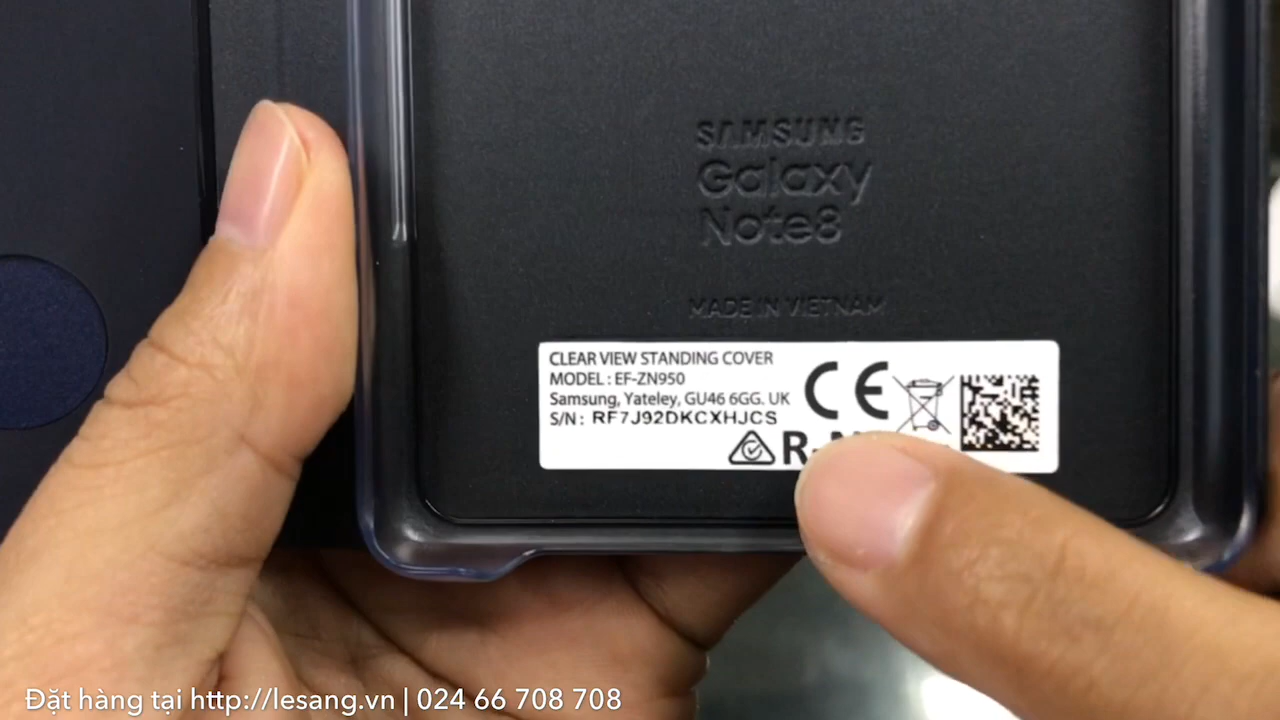 SAMSUNG
Galaxy
Note8
MADE IN VIETNAM
CLEAR VIEW STANDING COVER
MODEL : EF-ZN950
Samsung, Yateley, GU46 6GG. UK
S/N : RF7J92DKCXHJCS
CE
Đặt hàng tại http://lesang.vn | 024 66 708 708